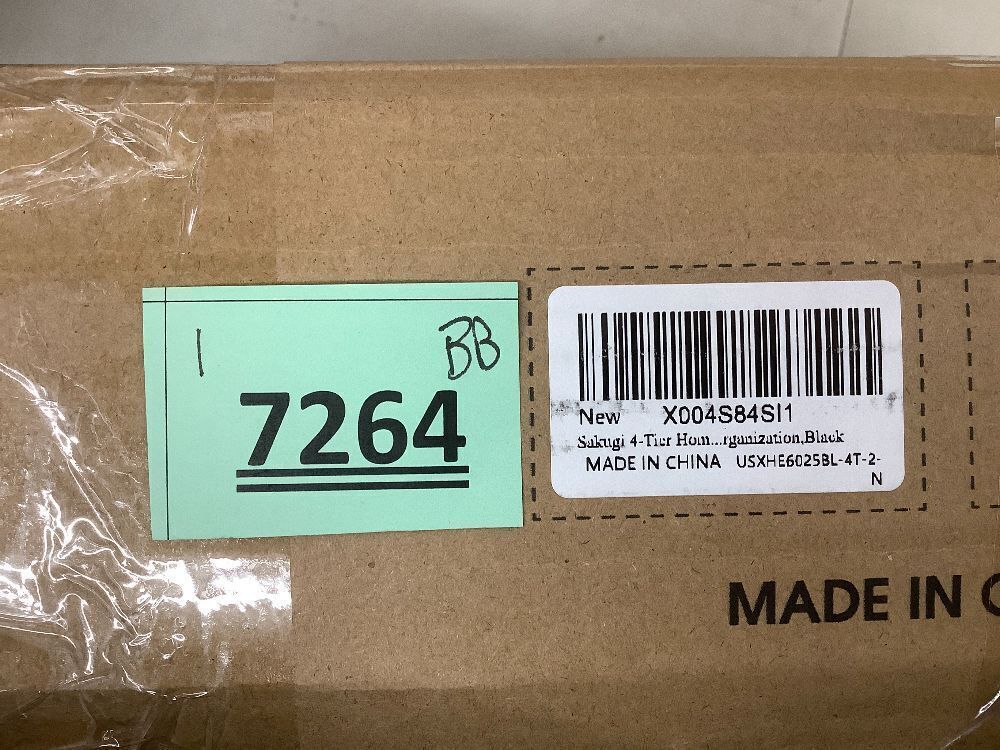 1 BB
7264
New X004S84SI1
Sakugi 4-Tier Hom...rganization,Black
MADE IN CHINA USXHE6025BL-4T-2-
N
MADE IN C